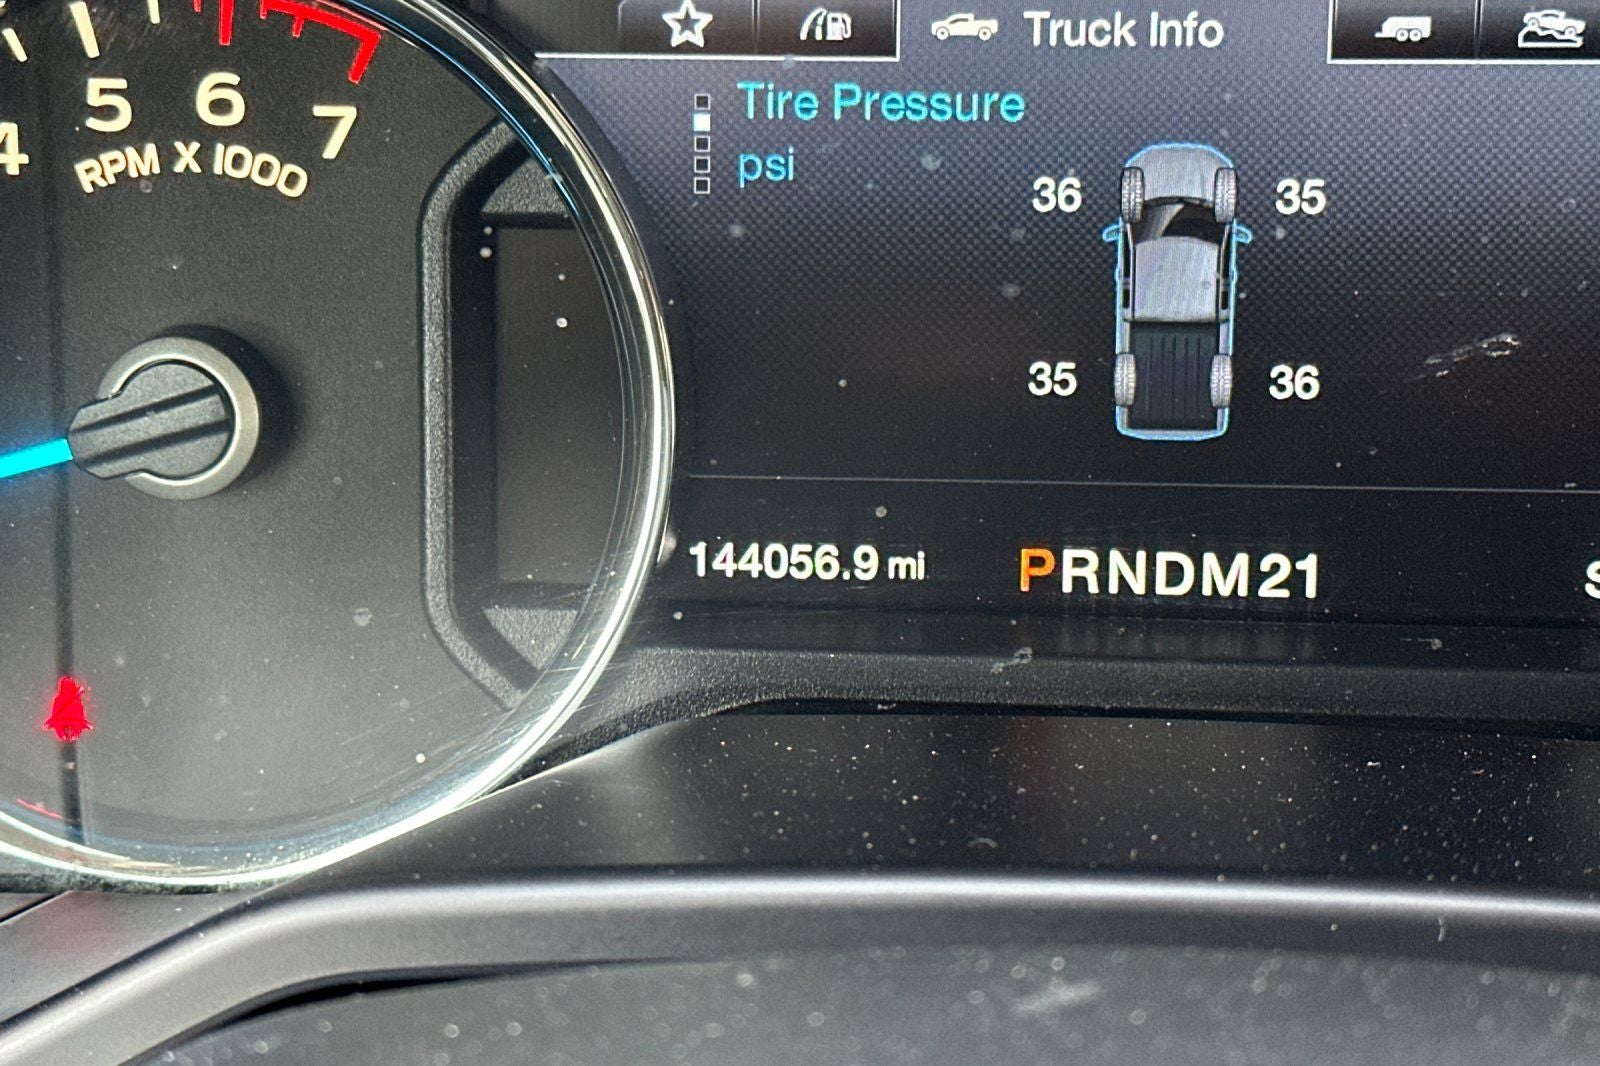 4 5 6 7
RPM X 1000
Truck Info
Tire Pressure
psi
36 35
35 36
144056.9 mi PRNDM21